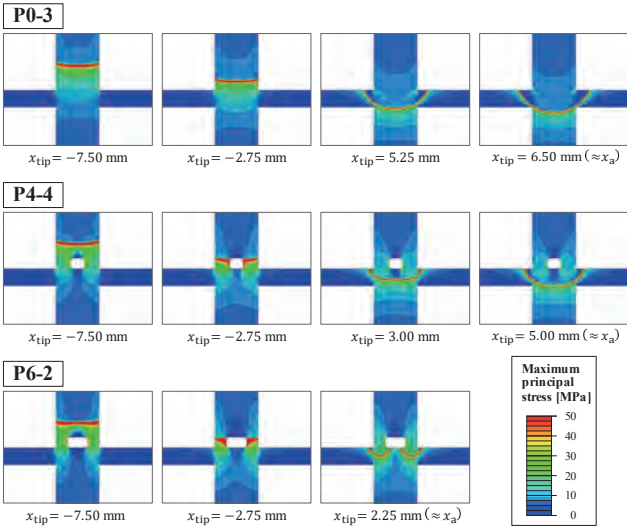 P0-3
x_tip = −7.50 mm
x_tip = −2.75 mm
x_tip = 5.25 mm
x_tip = 6.50 mm (≈x_a)
P4-4
x_tip = −7.50 mm
x_tip = −2.75 mm
x_tip = 3.00 mm
x_tip = 5.00 mm (≈x_a)
P6-2
x_tip = −7.50 mm
x_tip = −2.75 mm
x_tip = 2.25 mm (≈x_a)
Maximum
principal
stress [MPa]
50
40
30
20
10
0